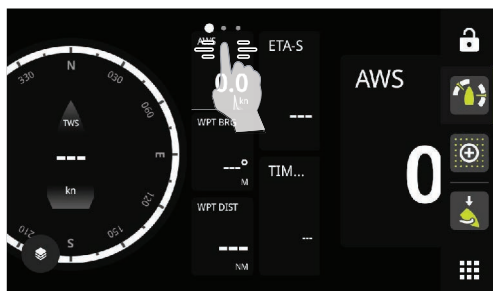 N
330
030
060
E
120
150
S
210
TWS
---
kn
AWS
0.0
kn
WPT BRG
---°
M
WPT DIST
---
NM
ETA-S
---
TIM...
---
AWS
0